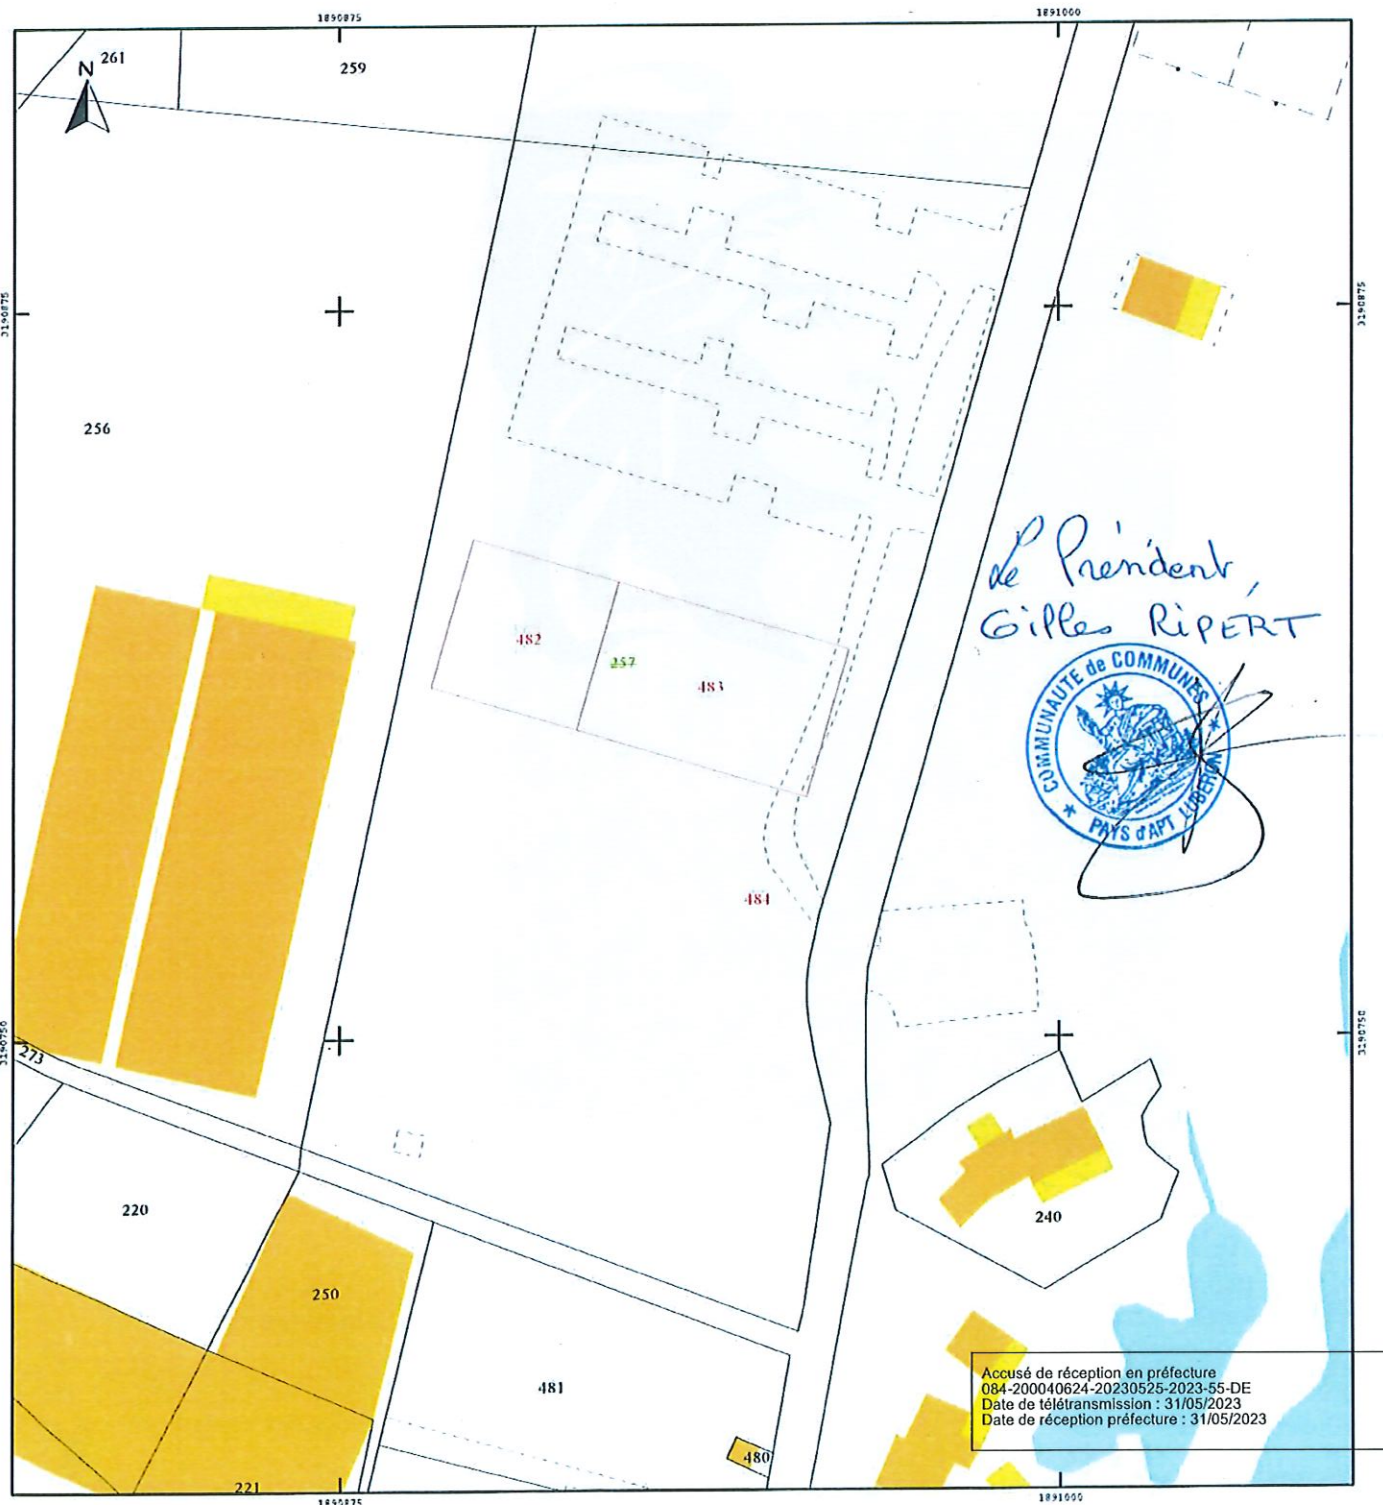 1890875
1891000
N
261
259
3190875
3190875
256
Le Président,
Gilles RIPERT
482
257
483
COMMUNAUTE de COMMUNES
★ PAYS d'APT LUBERON ★
484
3190750
3190750
273
220
240
250
Accusé de réception en préfecture
084-200040624-20230525-2023-55-DE
Date de télétransmission : 31/05/2023
Date de réception préfecture : 31/05/2023
481
480
221
1890875
1891000